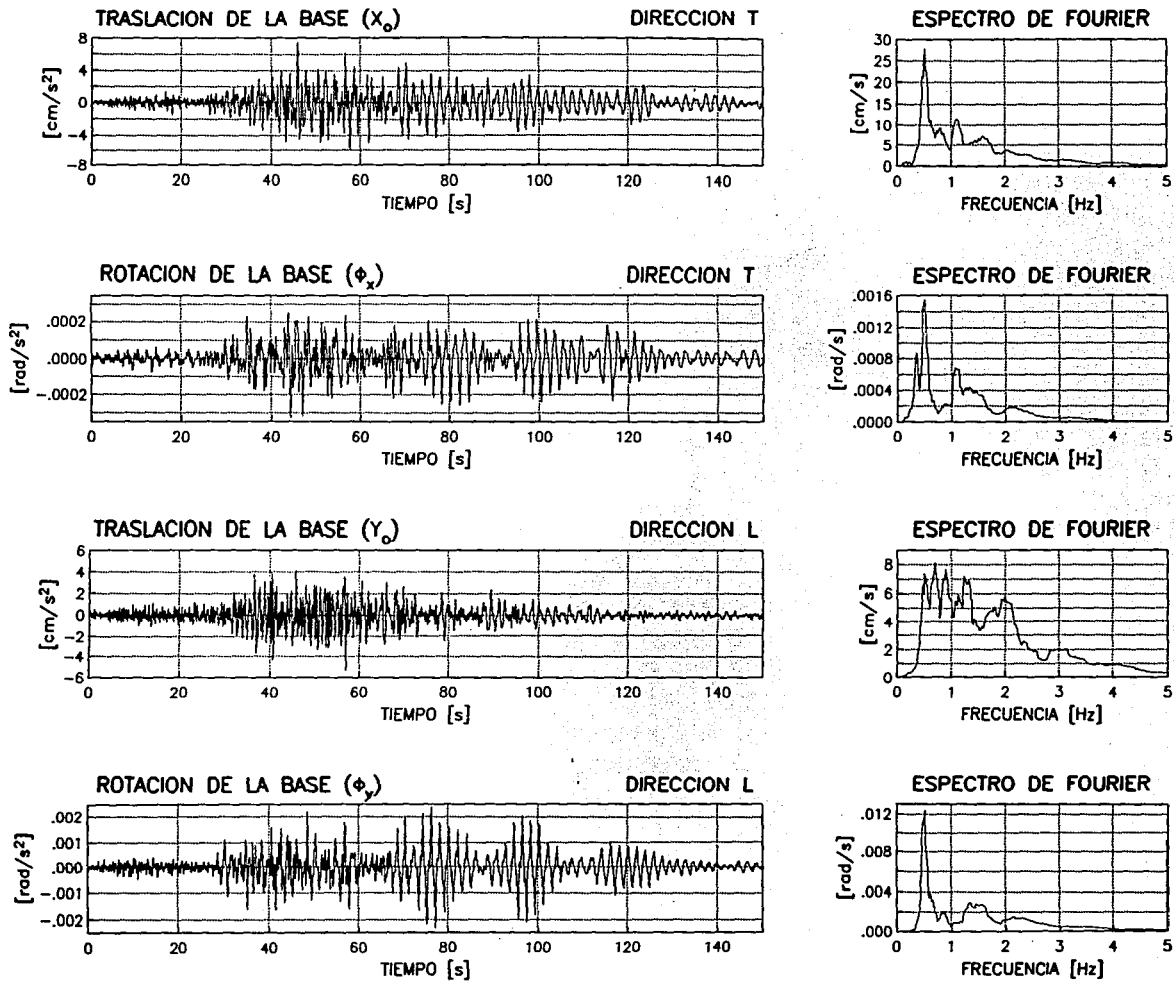 TRASLACION DE LA BASE (X₀) DIRECCION T
[cm/s²]
8
4
0
-4
-8
0 20 40 60 80 100 120 140
TIEMPO [s]
ESPECTRO DE FOURIER
[cm/s]
30
25
20
15
10
5
0
0 1 2 3 4 5
FRECUENCIA [Hz]
ROTACION DE LA BASE (Φₓ) DIRECCION T
[rad/s²]
.0002
.0000
-.0002
0 20 40 60 80 100 120 140
TIEMPO [s]
ESPECTRO DE FOURIER
[rad/s]
.0016
.0012
.0008
.0004
.0000
0 1 2 3 4 5
FRECUENCIA [Hz]
TRASLACION DE LA BASE (Y₀) DIRECCION L
[cm/s²]
6
4
2
0
-2
-4
-6
0 20 40 60 80 100 120 140
TIEMPO [s]
ESPECTRO DE FOURIER
[cm/s]
8
6
4
2
0
0 1 2 3 4 5
FRECUENCIA [Hz]
ROTACION DE LA BASE (Φy) DIRECCION L
[rad/s²]
.002
.001
.000
-.001
-.002
0 20 40 60 80 100 120 140
TIEMPO [s]
ESPECTRO DE FOURIER
[rad/s]
.012
.008
.004
.000
0 1 2 3 4 5
FRECUENCIA [Hz]